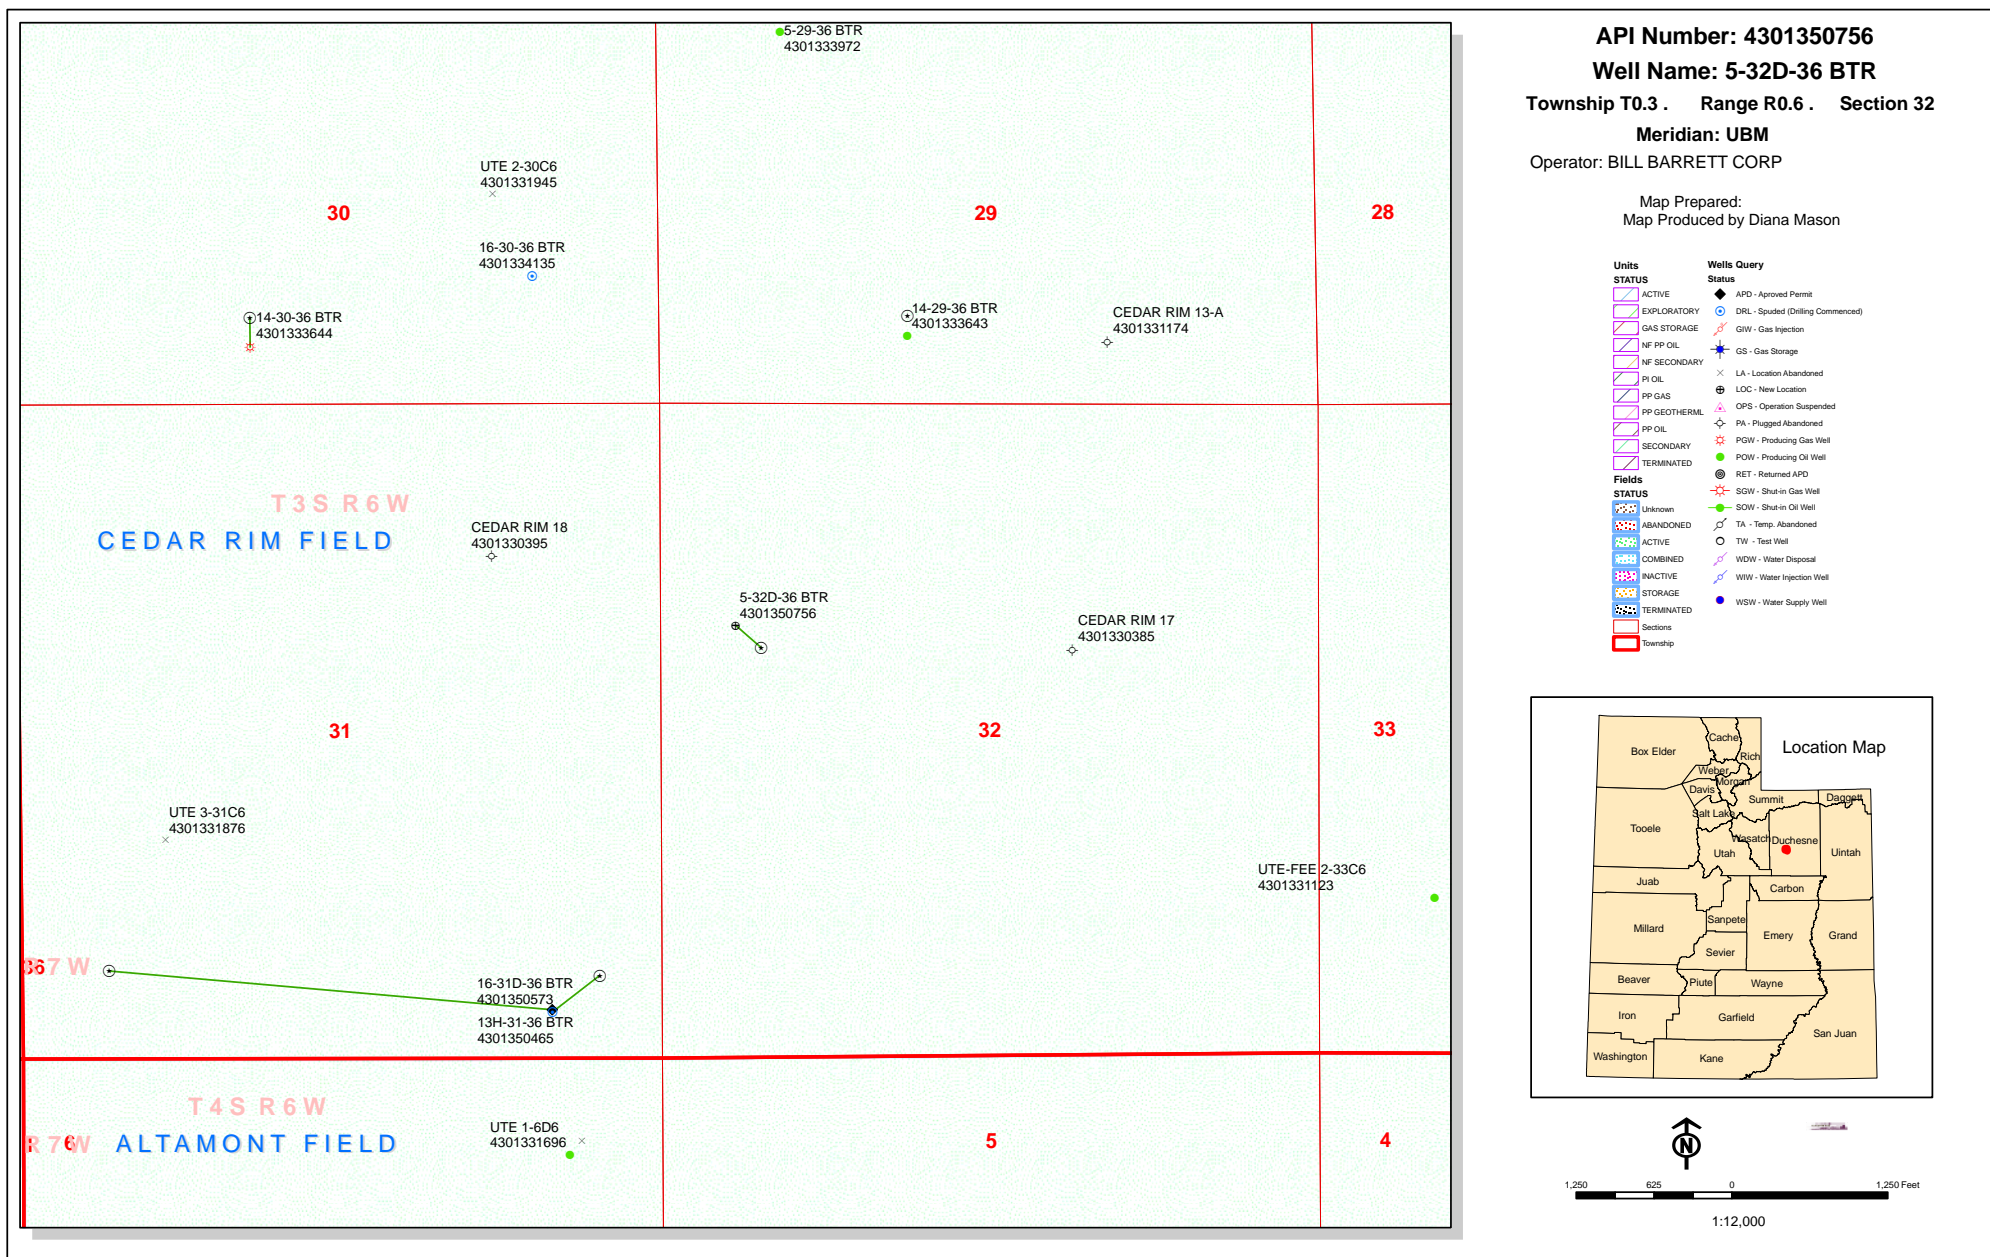 5-29-36 BTR
4301333972
UTE 2-30C6
4301331945
30
29
28
16-30-36 BTR
4301334135
14-30-36 BTR
4301333644
14-29-36 BTR
4301333643
CEDAR RIM 13-A
4301331174
T3S R6W
CEDAR RIM FIELD
CEDAR RIM 18
4301330395
5-32D-36 BTR
4301350756
CEDAR RIM 17
4301330385
31
32
33
UTE 3-31C6
4301331876
UTE-FEE 2-33C6
4301331123
36
7 W
16-31D-36 BTR
4301350573
13H-31-36 BTR
4301350465
T4S R6W
R 7 W
6
ALTAMONT FIELD
UTE 1-6D6
4301331696
5
4
API Number: 4301350756
Well Name: 5-32D-36 BTR
Township T0.3 . Range R0.6 . Section 32
Meridian: UBM
Operator: BILL BARRETT CORP
Map Prepared:
Map Produced by Diana Mason
Units
STATUS
ACTIVE
EXPLORATORY
GAS STORAGE
NF PP OIL
NF SECONDARY
PI OIL
PP GAS
PP GEOTHERML
PP OIL
SECONDARY
TERMINATED
Fields
STATUS
Unknown
ABANDONED
ACTIVE
COMBINED
INACTIVE
STORAGE
TERMINATED
Sections
Township
Wells Query
Status
APD - Aproved Permit
DRL - Spuded (Drilling Commenced)
GIW - Gas Injection
GS - Gas Storage
LA - Location Abandoned
LOC - New Location
OPS - Operation Suspended
PA - Plugged Abandoned
PGW - Producing Gas Well
POW - Producing Oil Well
RET - Returned APD
SGW - Shut-in Gas Well
SOW - Shut-in Oil Well
TA - Temp. Abandoned
TW - Test Well
WDW - Water Disposal
WIW - Water Injection Well
WSW - Water Supply Well
Location Map
Box Elder
Cache
Rich
Weber
Morgan
Davis
Summit
Daggett
Salt Lake
Tooele
Wasatch
Duchesne
Utah
Uintah
Juab
Carbon
Millard
Sanpete
Emery
Grand
Sevier
Beaver
Piute
Wayne
Iron
Garfield
San Juan
Washington
Kane
N
1,250 625 0 1,250 Feet
1:12,000